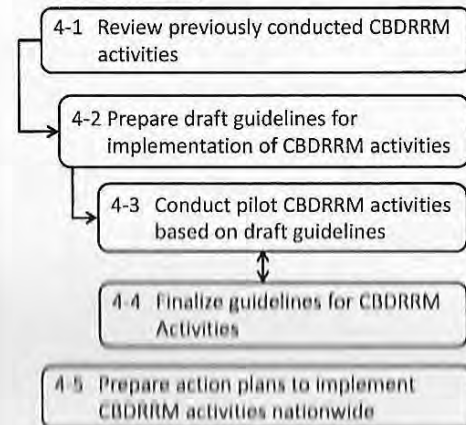 4-1 Review previously conducted CBDRRM
activities
4-2 Prepare draft guidelines for
implementation of CBDRRM activities
4-3 Conduct pilot CBDRRM activities
based on draft guidelines
4-4 Finalize guidelines for CBDRRM
Activities
4-5 Prepare action plans to implement
CBDRRM activities nationwide